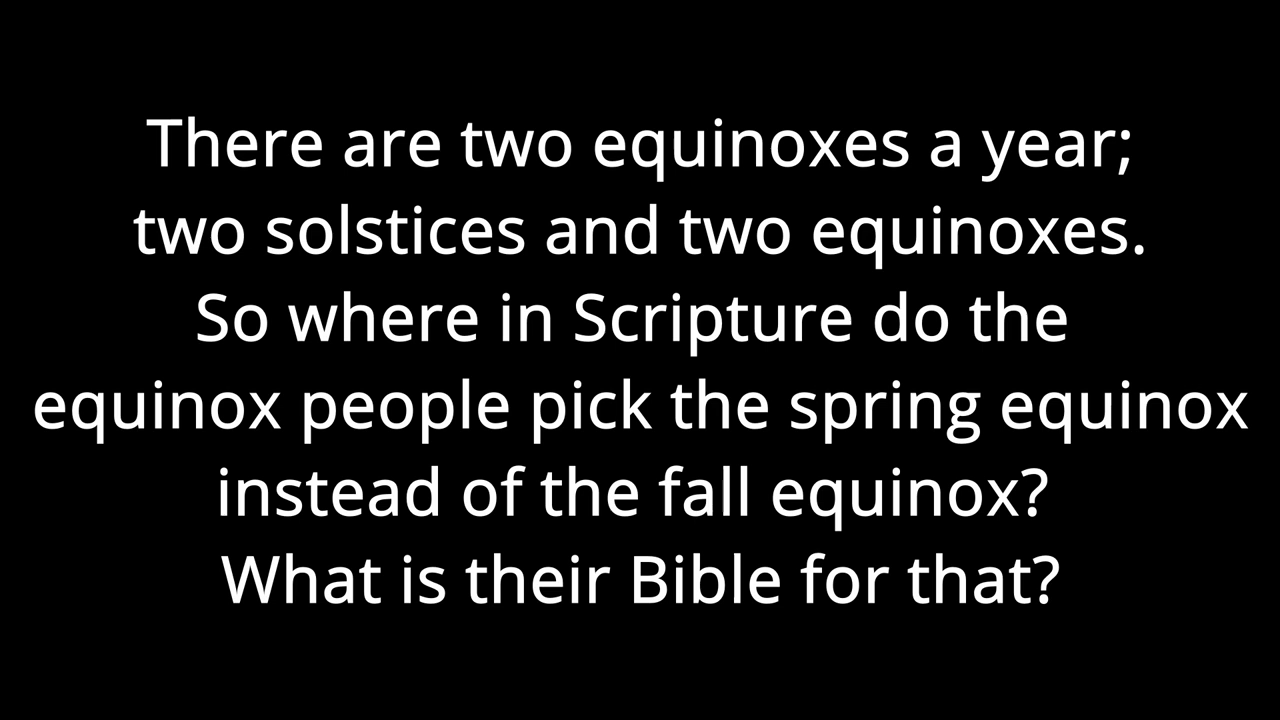 There are two equinoxes a year;
two solstices and two equinoxes.
So where in Scripture do the
equinox people pick the spring equinox
instead of the fall equinox?
What is their Bible for that?